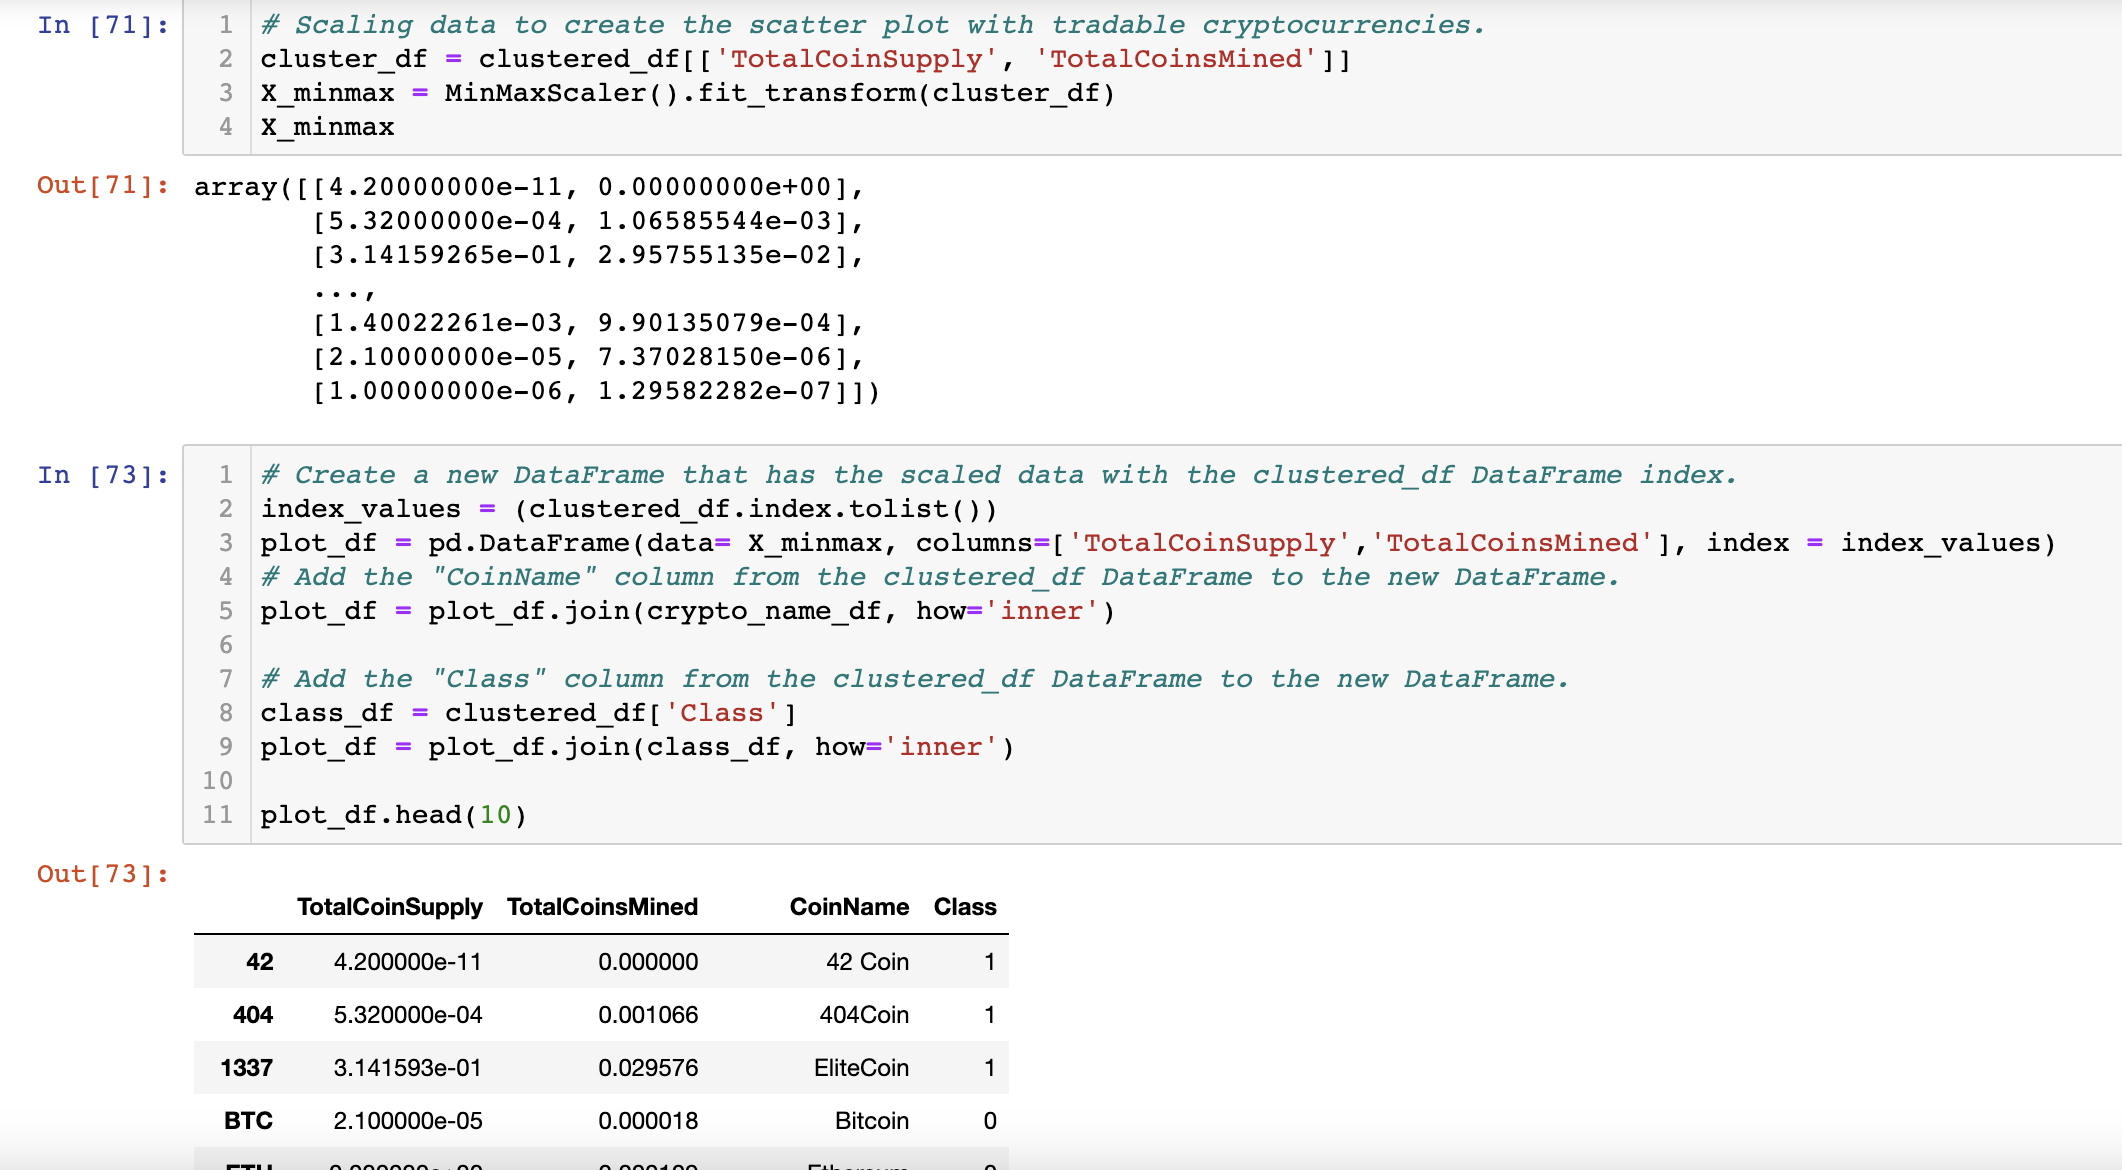 In [71]:
1 # Scaling data to create the scatter plot with tradable cryptocurrencies.
2 cluster_df = clustered_df[['TotalCoinSupply', 'TotalCoinsMined']]
3 X_minmax = MinMaxScaler().fit_transform(cluster_df)
4 X_minmax
Out[71]: array([[4.20000000e-11, 0.00000000e+00],
[5.32000000e-04, 1.06585544e-03],
[3.14159265e-01, 2.95755135e-02],
...,
[1.40022261e-03, 9.90135079e-04],
[2.10000000e-05, 7.37028150e-06],
[1.00000000e-06, 1.29582282e-07]])
In [73]:
1 # Create a new DataFrame that has the scaled data with the clustered_df DataFrame index.
2 index_values = (clustered_df.index.tolist())
3 plot_df = pd.DataFrame(data= X_minmax, columns=['TotalCoinSupply','TotalCoinsMined'], index = index_values)
4 # Add the "CoinName" column from the clustered_df DataFrame to the new DataFrame.
5 plot_df = plot_df.join(crypto_name_df, how='inner')
6
7 # Add the "Class" column from the clustered_df DataFrame to the new DataFrame.
8 class_df = clustered_df['Class']
9 plot_df = plot_df.join(class_df, how='inner')
10
11 plot_df.head(10)
Out[73]:
TotalCoinSupply TotalCoinsMined CoinName Class
42 4.200000e-11 0.000000 42 Coin 1
404 5.320000e-04 0.001066 404Coin 1
1337 3.141593e-01 0.029576 EliteCoin 1
BTC 2.100000e-05 0.000018 Bitcoin 0